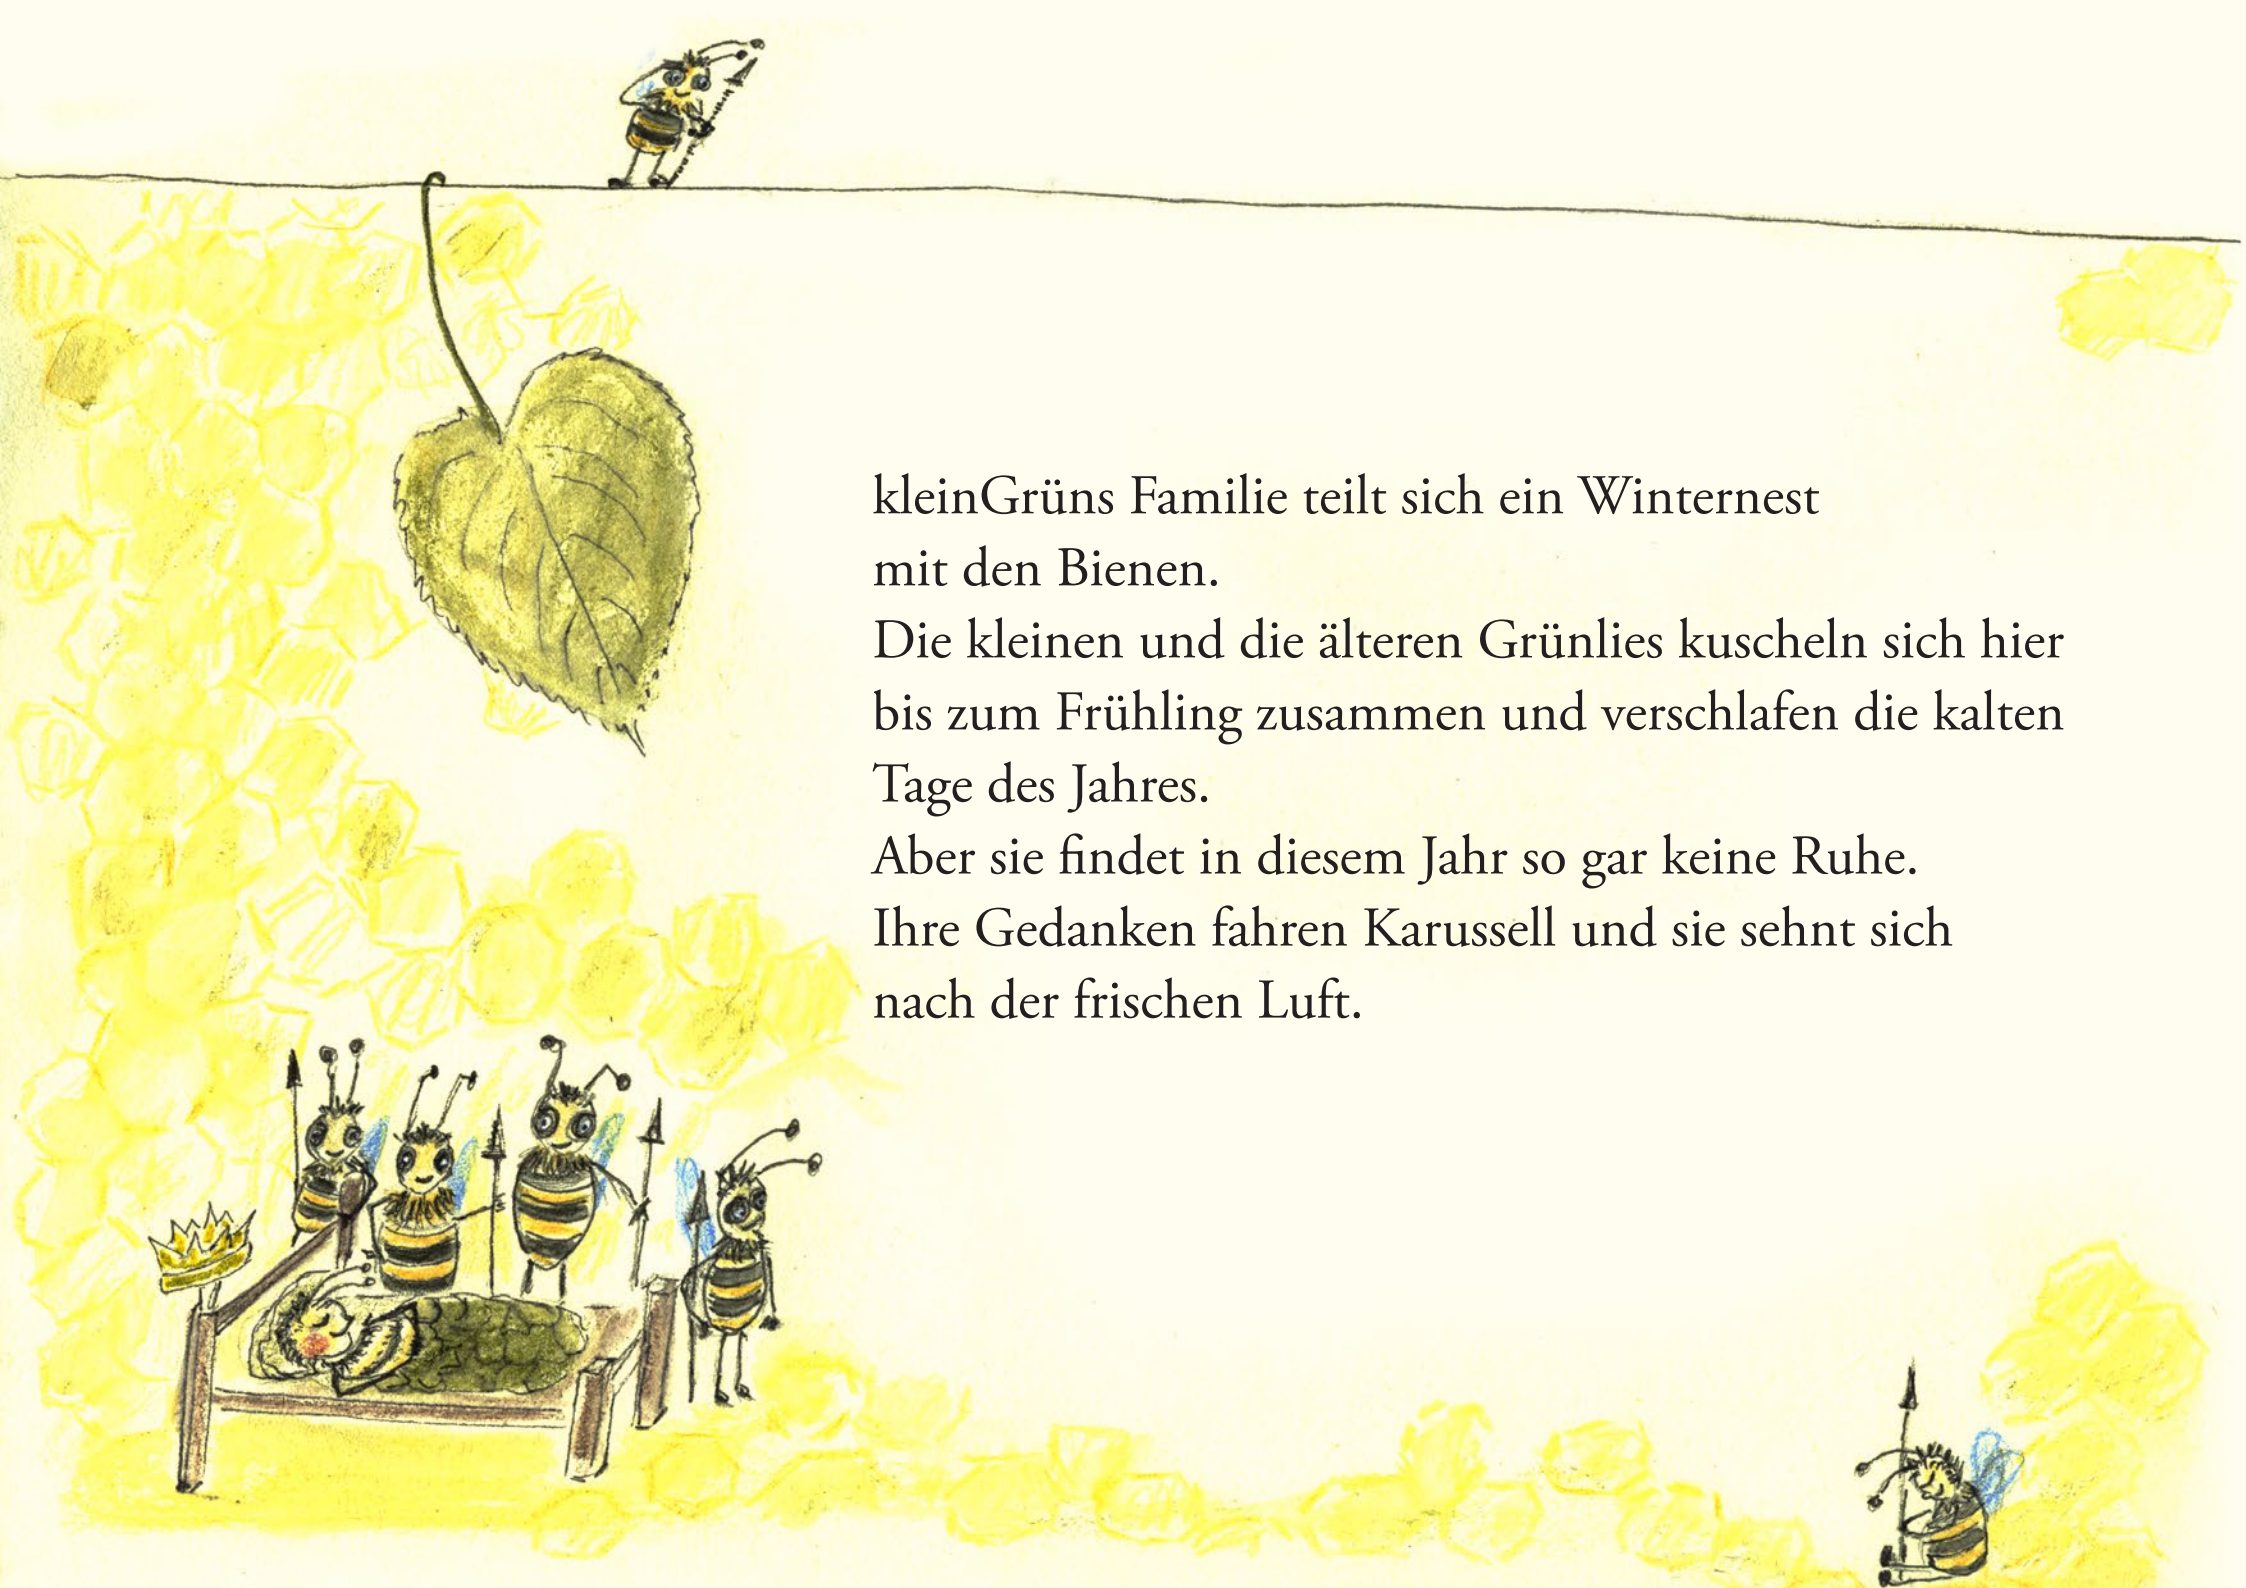 kleinGrüns Familie teilt sich ein Winternest
mit den Bienen.
Die kleinen und die älteren Grünlies kuscheln sich hier
bis zum Frühling zusammen und verschlafen die kalten
Tage des Jahres.
Aber sie findet in diesem Jahr so gar keine Ruhe.
Ihre Gedanken fahren Karussell und sie sehnt sich
nach der frischen Luft.